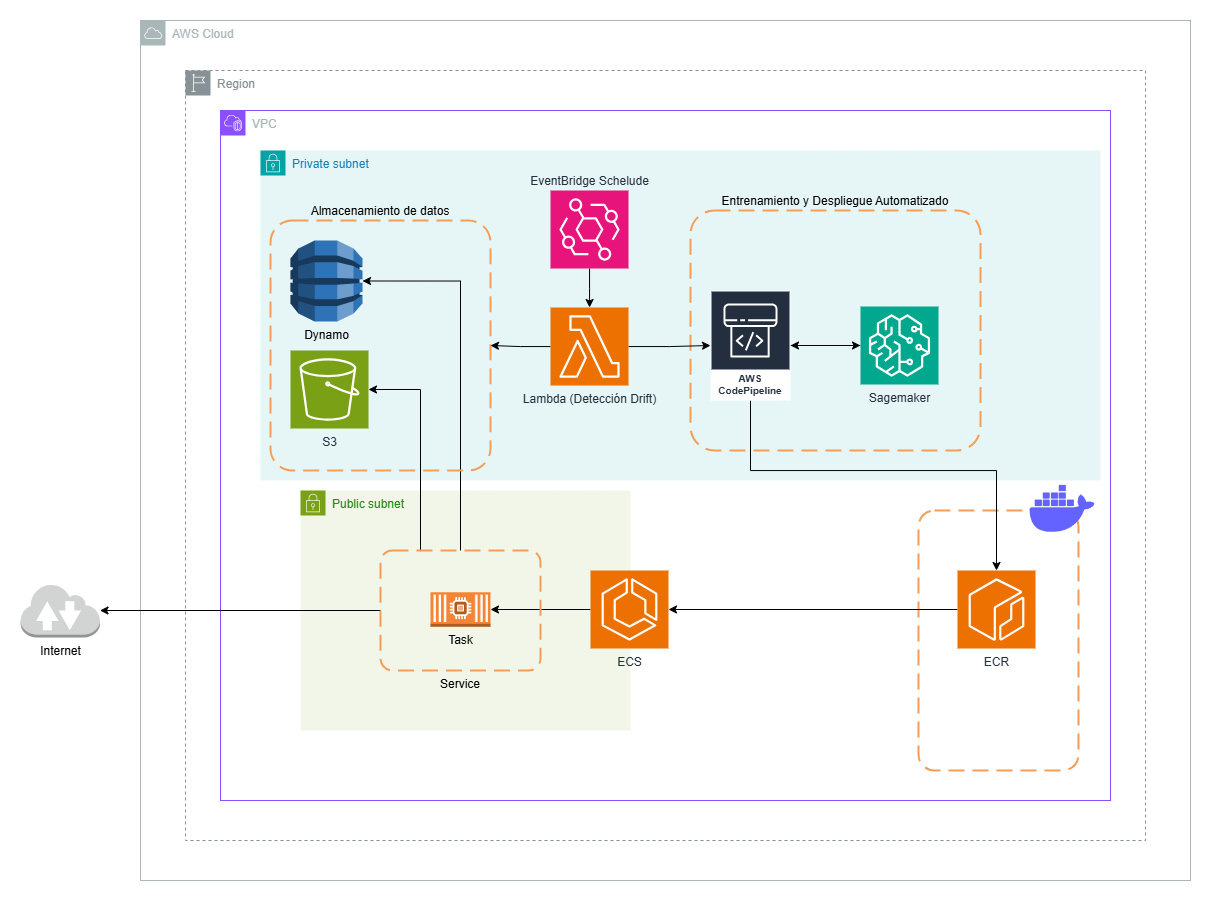 AWS Cloud
Region
VPC
Private subnet
EventBridge Schelude
Almacenamiento de datos
Entrenamiento y Despliegue Automatizado
Dynamo
AWS
CodePipeline
Lambda (Detección Drift)
Sagemaker
S3
Public subnet
Task
Internet
ECS
ECR
Service